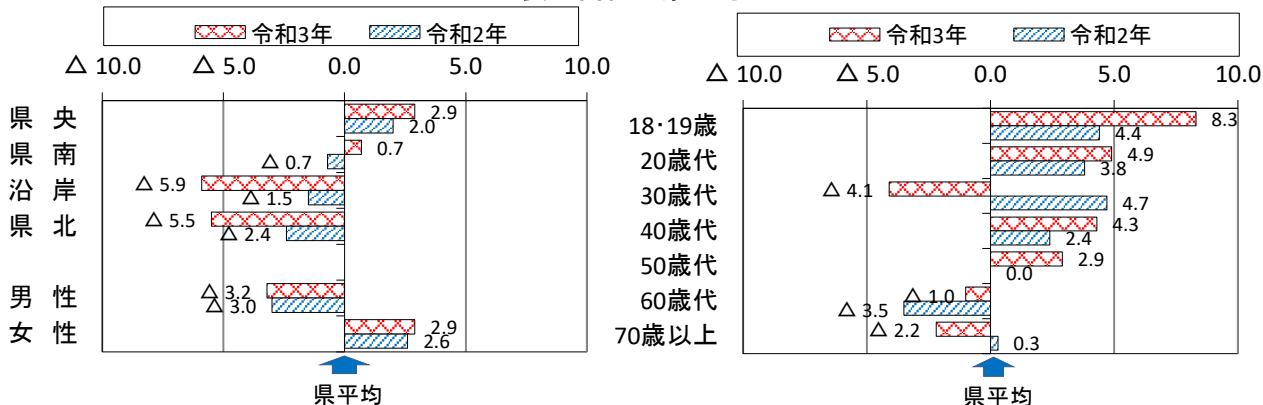 令和3年 令和2年
△ 10.0 △ 5.0 0.0 5.0 10.0
県 央 2.9
2.0
県 南 0.7
△ 0.7
沿 岸 △ 5.9
△ 1.5
県 北 △ 5.5
△ 2.4
男 性 △ 3.2
△ 3.0
女 性 2.9
2.6
県平均
令和3年 令和2年
△ 10.0 △ 5.0 0.0 5.0 10.0
18・19歳 8.3
4.4
20歳代 4.9
3.8
30歳代 △ 4.1
4.7
40歳代 4.3
2.4
50歳代 2.9
0.0
60歳代 △ 1.0
△ 3.5
70歳以上 △ 2.2
0.3
県平均